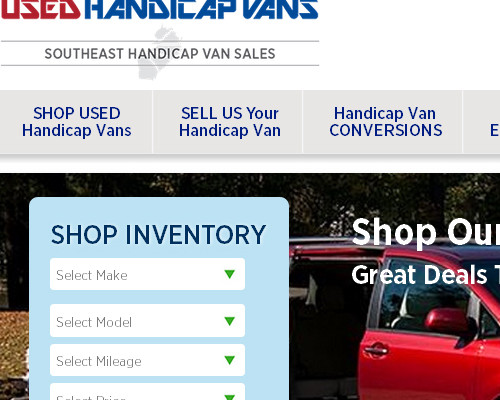 USED HANDICAP VANS
SOUTHEAST HANDICAP VAN SALES
SHOP USED
Handicap Vans
SELL US Your
Handicap Van
Handicap Van
CONVERSIONS
E
SHOP INVENTORY
Select Make
Select Model
Select Mileage
Select Price
Shop Our
Great Deals T